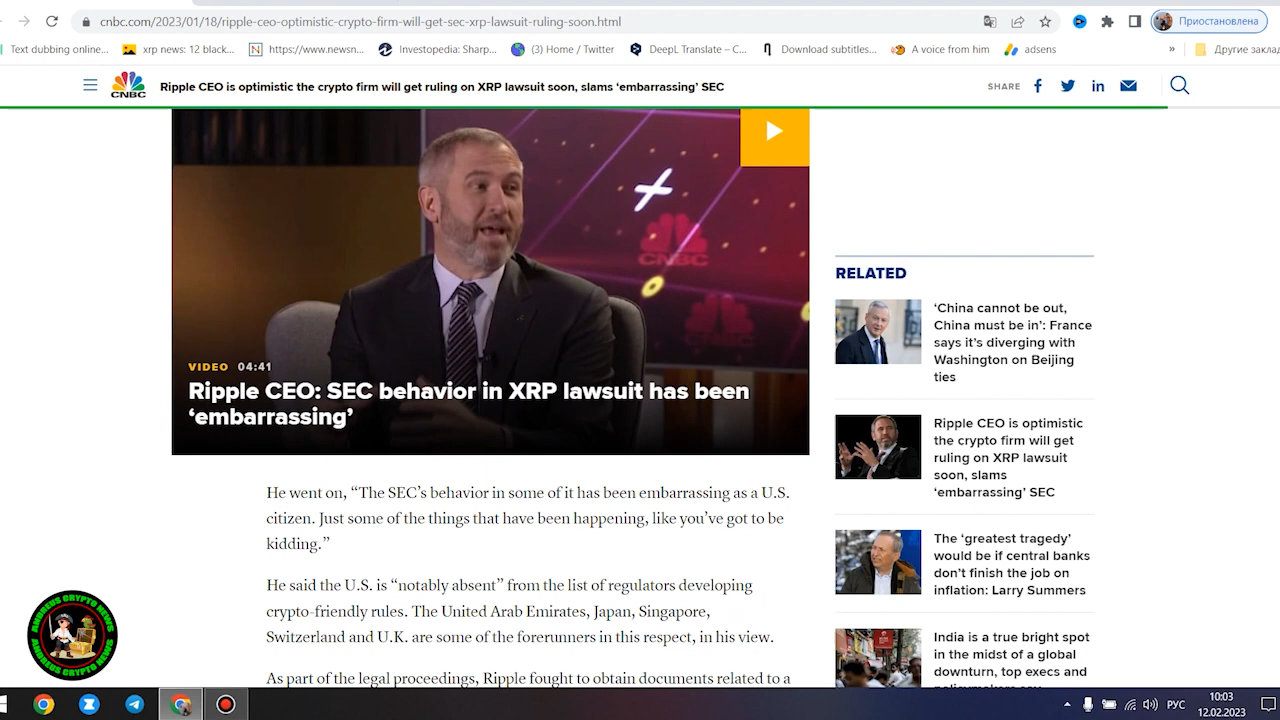 cnbc.com/2023/01/18/ripple-ceo-optimistic-crypto-firm-will-get-sec-xrp-lawsuit-ruling-soon.html
Приостановлена
Text dubbing online...
xrp news: 12 black...
https://www.newsn...
Investopedia: Sharp...
(3) Home / Twitter
DeepL Translate – C...
Download subtitles...
A voice from him
adsens
»
Другие закла
CNBC
Ripple CEO is optimistic the crypto firm will get ruling on XRP lawsuit soon, slams ‘embarrassing’ SEC
SHARE
CNBC
VIDEO 04:41
Ripple CEO: SEC behavior in XRP lawsuit has been
‘embarrassing’
He went on, “The SEC’s behavior in some of it has been embarrassing as a U.S.
citizen. Just some of the things that have been happening, like you’ve got to be
kidding.”
He said the U.S. is “notably absent” from the list of regulators developing
crypto-friendly rules. The United Arab Emirates, Japan, Singapore,
Switzerland and U.K. are some of the forerunners in this respect, in his view.
As part of the legal proceedings, Ripple fought to obtain documents related to a
RELATED
‘China cannot be out,
China must be in’: France
says it’s diverging with
Washington on Beijing
ties
Ripple CEO is optimistic
the crypto firm will get
ruling on XRP lawsuit
soon, slams
‘embarrassing’ SEC
The ‘greatest tragedy’
would be if central banks
don’t finish the job on
inflation: Larry Summers
India is a true bright spot
in the midst of a global
downturn, top execs and
ANDREUS CRYPTO NEWS
ANDREUS CRYPTO NEWS
РУС
10:03
12.02.2023